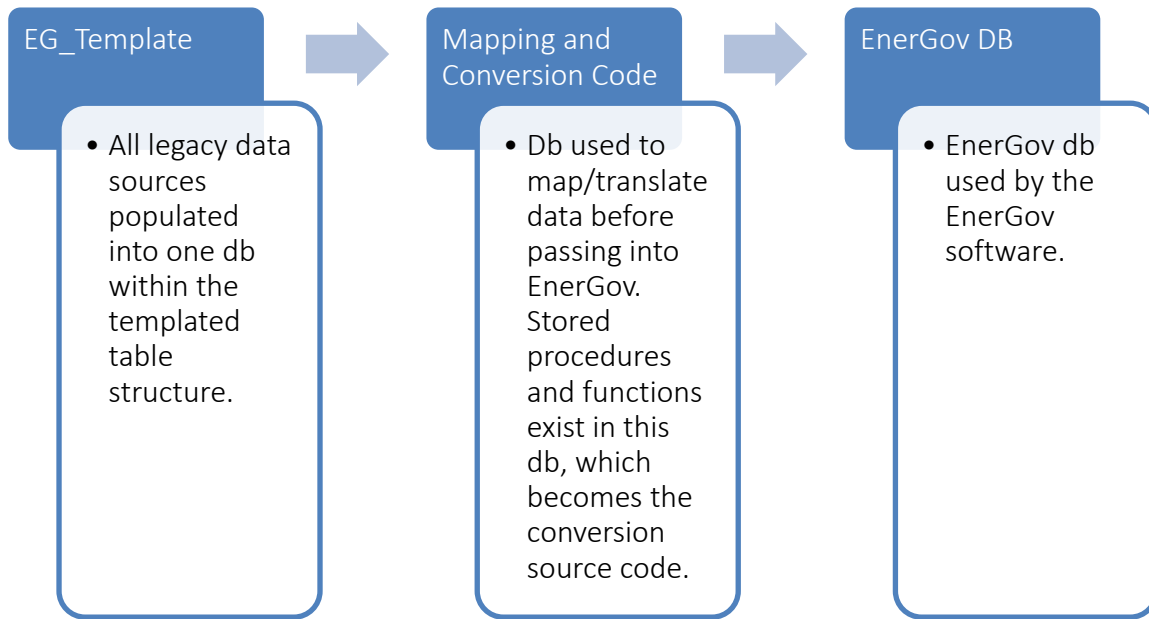 EG_Template
• All legacy data
sources
populated
into one db
within the
templated
table
structure.
Mapping and
Conversion Code
• Db used to
map/translate
data before
passing into
EnerGov.
Stored
procedures
and functions
exist in this
db, which
becomes the
conversion
source code.
EnerGov DB
• EnerGov db
used by the
EnerGov
software.